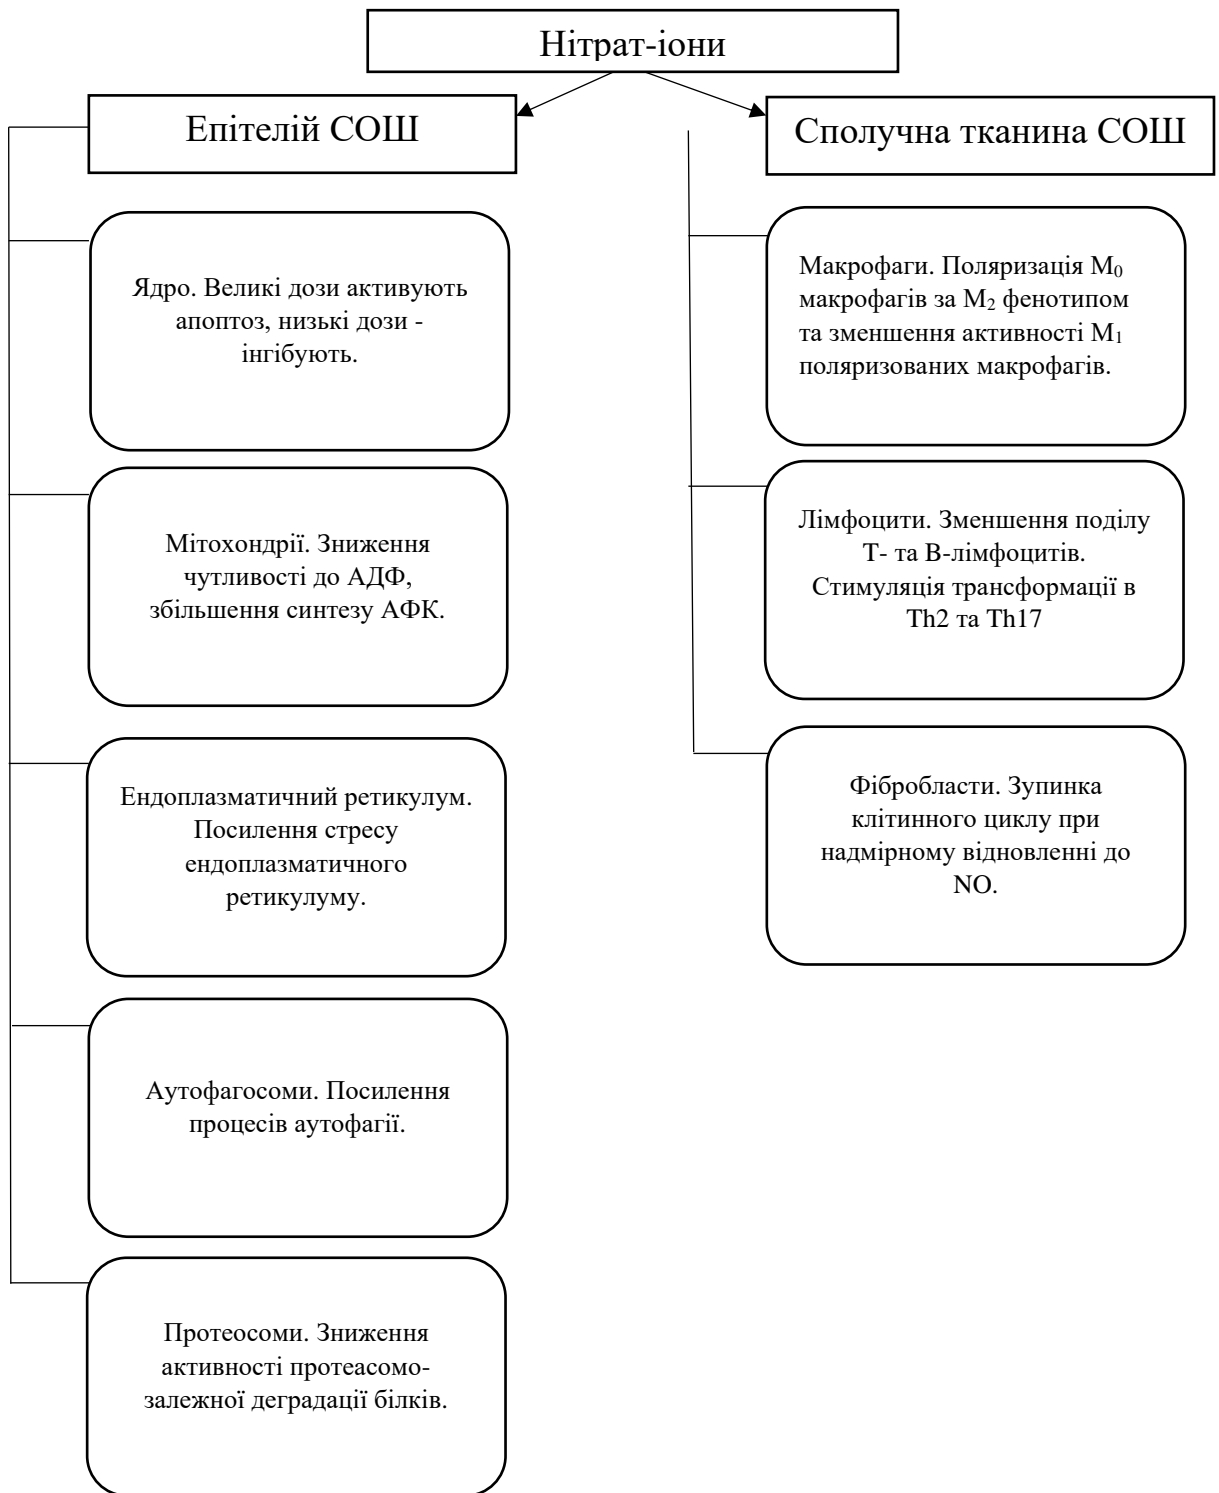 Нітрат-іони
Епітелій СОШ
Ядро. Великі дози активують
апоптоз, низькі дози -
інгібують.
Мітохондрії. Зниження
чутливості до АДФ,
збільшення синтезу АФК.
Ендоплазматичний ретикулум.
Посилення стресу
ендоплазматичного
ретикулуму.
Аутофагосоми. Посилення
процесів аутофагії.
Протеосоми. Зниження
активності протеасомо-
залежної деградації білків.
Сполучна тканина СОШ
Макрофаги. Поляризація M₀
макрофагів за M₂ фенотипом
та зменшення активності M₁
поляризованих макрофагів.
Лімфоцити. Зменшення поділу
Т- та В-лімфоцитів.
Стимуляція трансформації в
Th2 та Th17
Фібробласти. Зупинка
клітинного циклу при
надмірному відновленні до
NO.